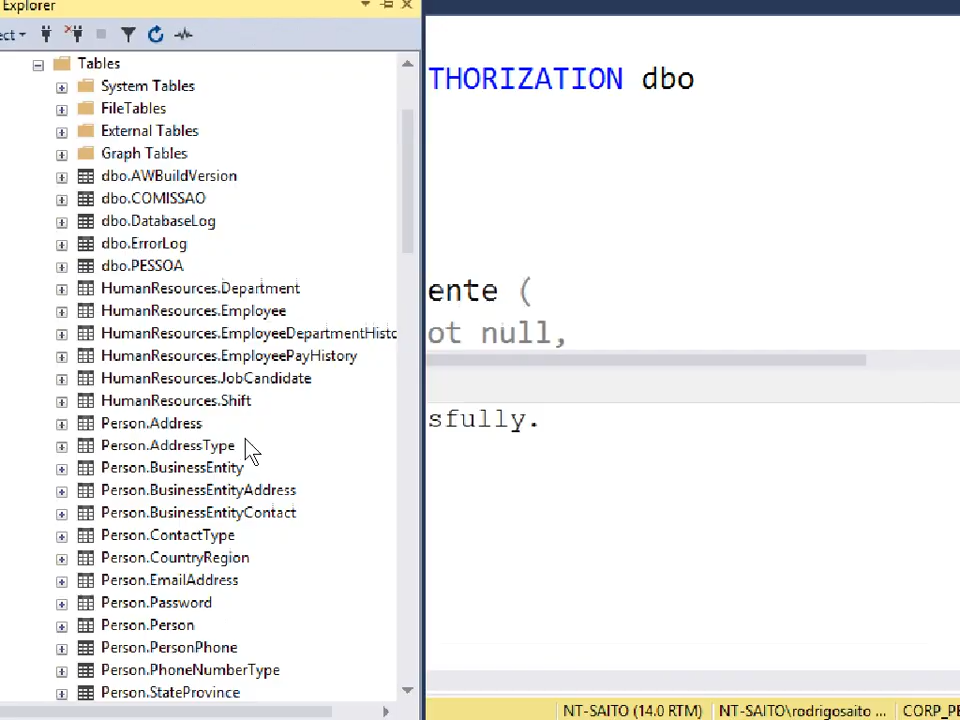 Explorer
ect
Tables
System Tables
FileTables
External Tables
Graph Tables
dbo.AWBuildVersion
dbo.COMISSAO
dbo.DatabaseLog
dbo.ErrorLog
dbo.PESSOA
HumanResources.Department
HumanResources.Employee
HumanResources.EmployeeDepartmentHisto
HumanResources.EmployeePayHistory
HumanResources.JobCandidate
HumanResources.Shift
Person.Address
Person.AddressType
Person.BusinessEntity
Person.BusinessEntityAddress
Person.BusinessEntityContact
Person.ContactType
Person.CountryRegion
Person.EmailAddress
Person.Password
Person.Person
Person.PersonPhone
Person.PhoneNumberType
Person.StateProvince
THORIZATION dbo
ente (
ot null,
sfully.
NT-SAITO (14.0 RTM) NT-SAITO\rodrigosaito ... CORP_PE